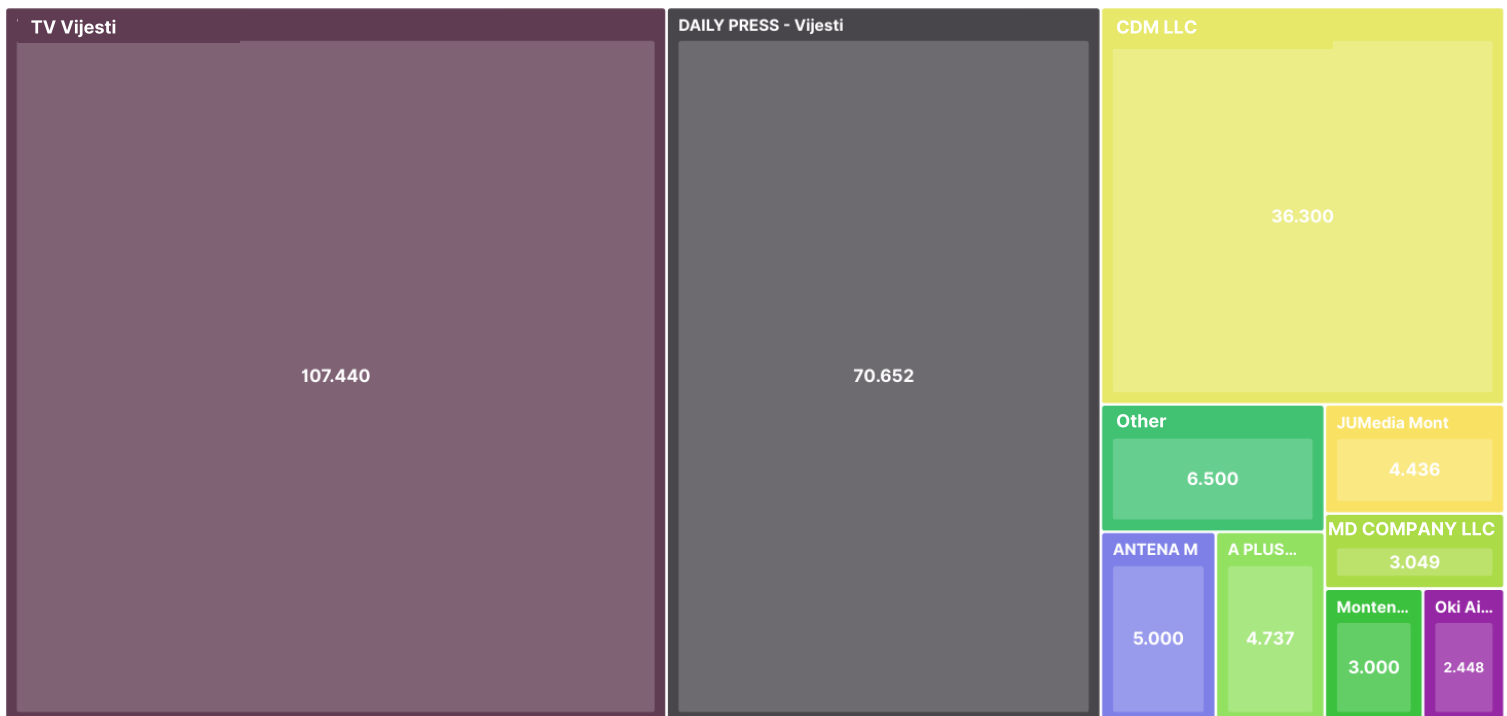 TV Vijesti
107.440
DAILY PRESS - Vijesti
70.652
CDM LLC
36.300
Other
6.500
JUMedia Mont
4.436
MD COMPANY LLC
3.049
ANTENA M
5.000
A PLUS...
4.737
Monten...
3.000
Oki Ai...
2.448